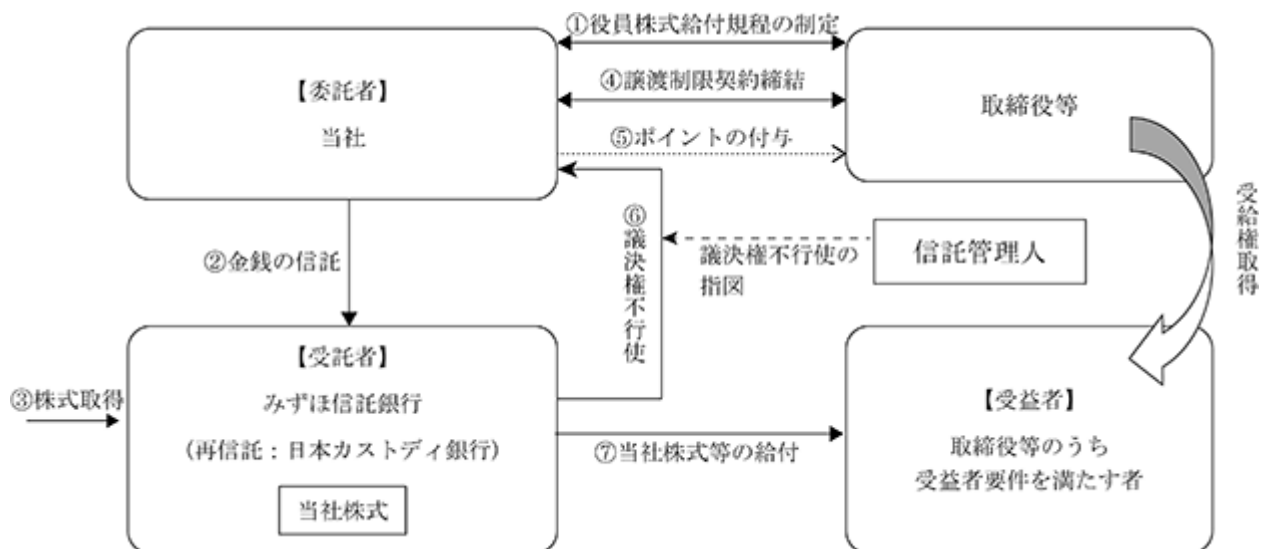 ①役員株式給付規程の制定
【委託者】
当社
④譲渡制限契約締結
取締役等
⑤ポイントの付与
②金銭の信託
⑥議決権不行使
議決権不行使の
指図
信託管理人
受給権取得
【受託者】
みずほ信託銀行
(再信託：日本カストディ銀行)
当社株式
③株式取得
⑦当社株式等の給付
【受益者】
取締役等のうち
受益者要件を満たす者